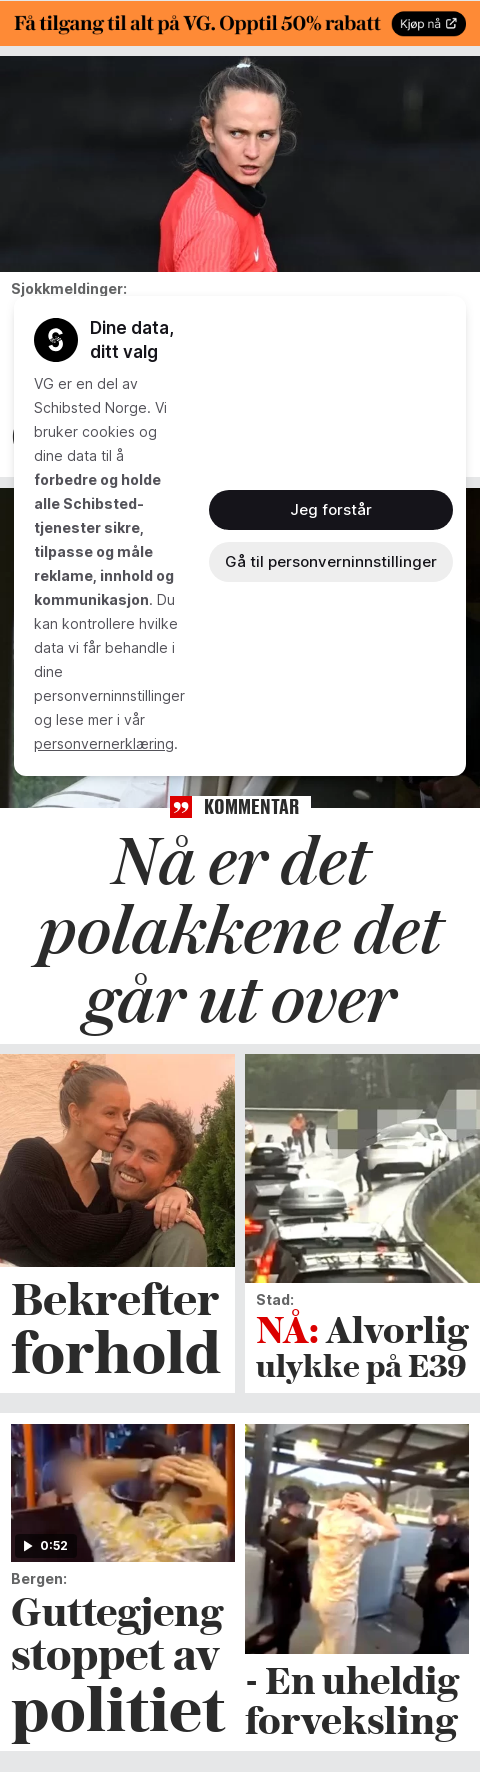 Få tilgang til alt på VG. Opptil 50% rabatt
Kjøp nå
Sjokkmeldinger:
Dine data,
ditt valg
VG er en del av
Schibsted Norge. Vi
bruker cookies og
dine data til å
forbedre og holde
alle Schibsted-
tjenester sikre,
tilpasse og måle
reklame, innhold og
kommunikasjon. Du
kan kontrollere hvilke
data vi får behandle i
dine
personverninnstillinger
og lese mer i vår
personvernerklæring.
Jeg forstår
Gå til personverninnstillinger
KOMMENTAR
Nå er det
polakkene det
går ut over
Bekrefter
forhold
Stad:
NÅ: Alvorlig
ulykke på E39
0:52
Bergen:
Guttegjeng
stoppet av
politiet
- En uheldig
forveksling